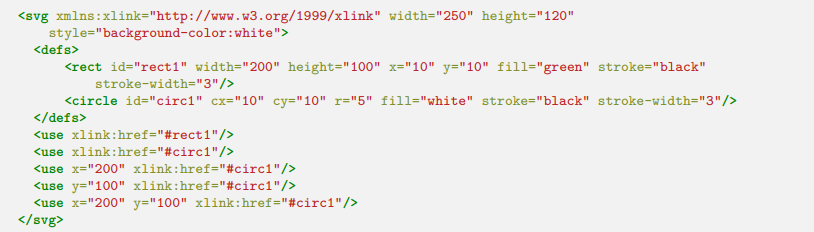 <svg xmlns:xlink="http://www.w3.org/1999/xlink" width="250" height="120"
style="background-color:white">
<defs>
<rect id="rect1" width="200" height="100" x="10" y="10" fill="green" stroke="black"
stroke-width="3"/>
<circle id="circ1" cx="10" cy="10" r="5" fill="white" stroke="black" stroke-width="3"/>
</defs>
<use xlink:href="#rect1"/>
<use xlink:href="#circ1"/>
<use x="200" xlink:href="#circ1"/>
<use y="100" xlink:href="#circ1"/>
<use x="200" y="100" xlink:href="#circ1"/>
</svg>